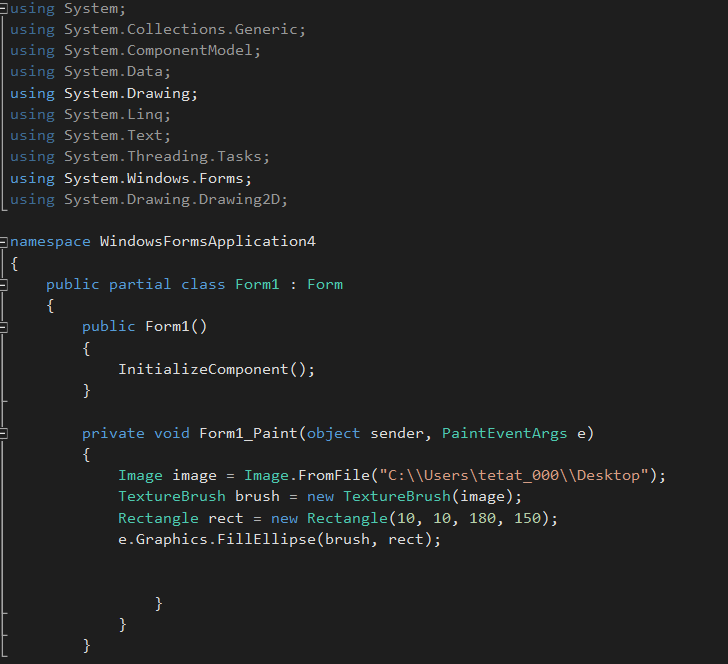 using System;
using System.Collections.Generic;
using System.ComponentModel;
using System.Data;
using System.Drawing;
using System.Linq;
using System.Text;
using System.Threading.Tasks;
using System.Windows.Forms;
using System.Drawing.Drawing2D;
namespace WindowsFormsApplication4
{
public partial class Form1 : Form
{
public Form1()
{
InitializeComponent();
}
private void Form1_Paint(object sender, PaintEventArgs e)
{
Image image = Image.FromFile("C:\\Users\tetat_000\\Desktop");
TextureBrush brush = new TextureBrush(image);
Rectangle rect = new Rectangle(10, 10, 180, 150);
e.Graphics.FillEllipse(brush, rect);
}
}
}